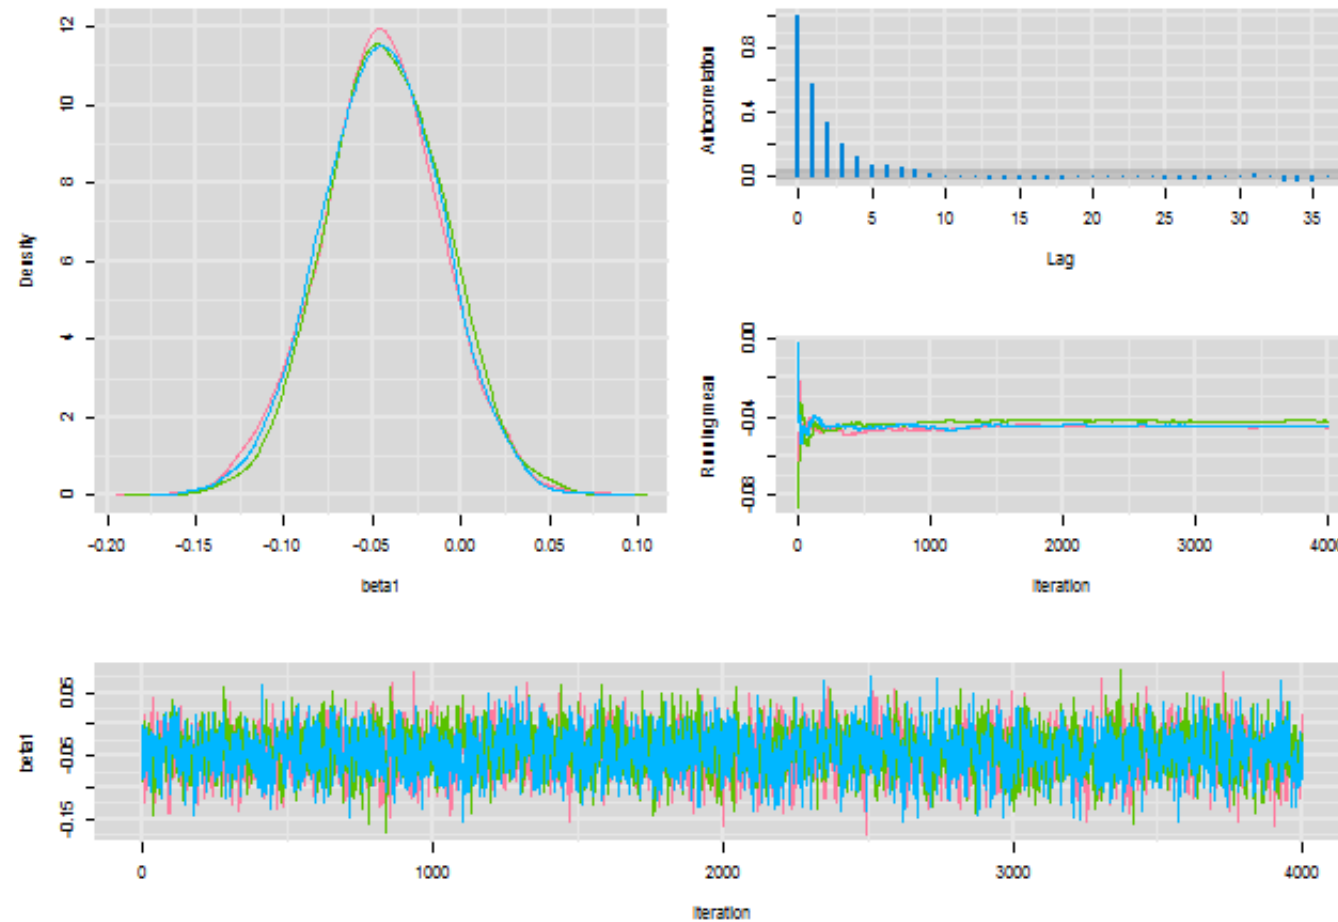 Density
0 2 4 6 8 10 12
-0.20 -0.15 -0.10 -0.05 0.00 0.05 0.10
beta1
Autocorrelation
0.0 0.4 0.8
0 5 10 15 20 25 30 35
Lag
Running mean
-0.08 -0.04 0.00
0 1000 2000 3000 4000
Iteration
beta1
-0.15 -0.05 0.05
0 1000 2000 3000 4000
Iteration